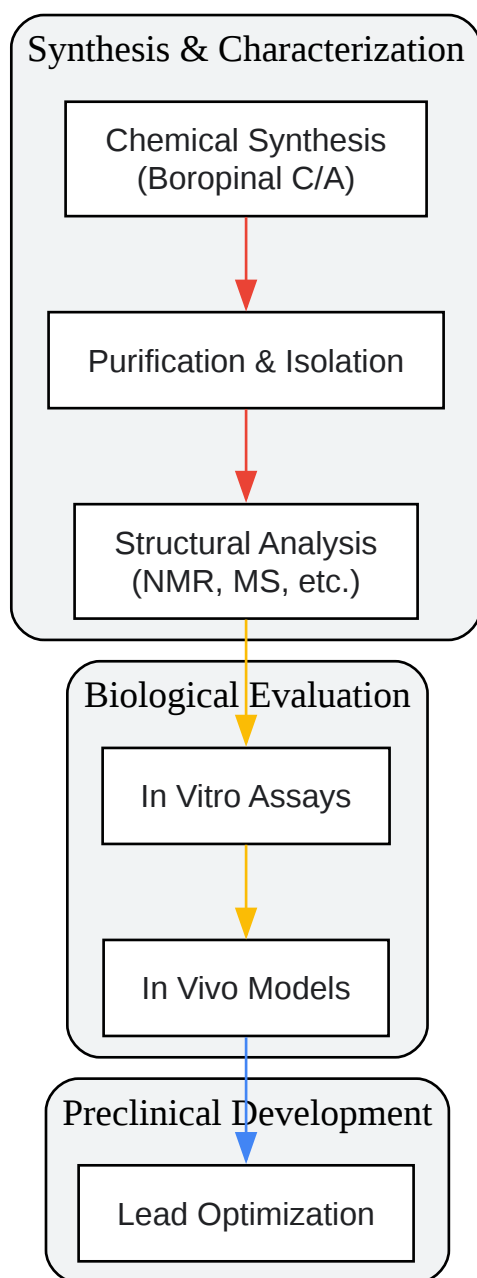 Synthesis & Characterization
Chemical Synthesis
(Boropinal C/A)
Purification & Isolation
Structural Analysis
(NMR, MS, etc.)
Biological Evaluation
In Vitro Assays
In Vivo Models
Preclinical Development
Lead Optimization